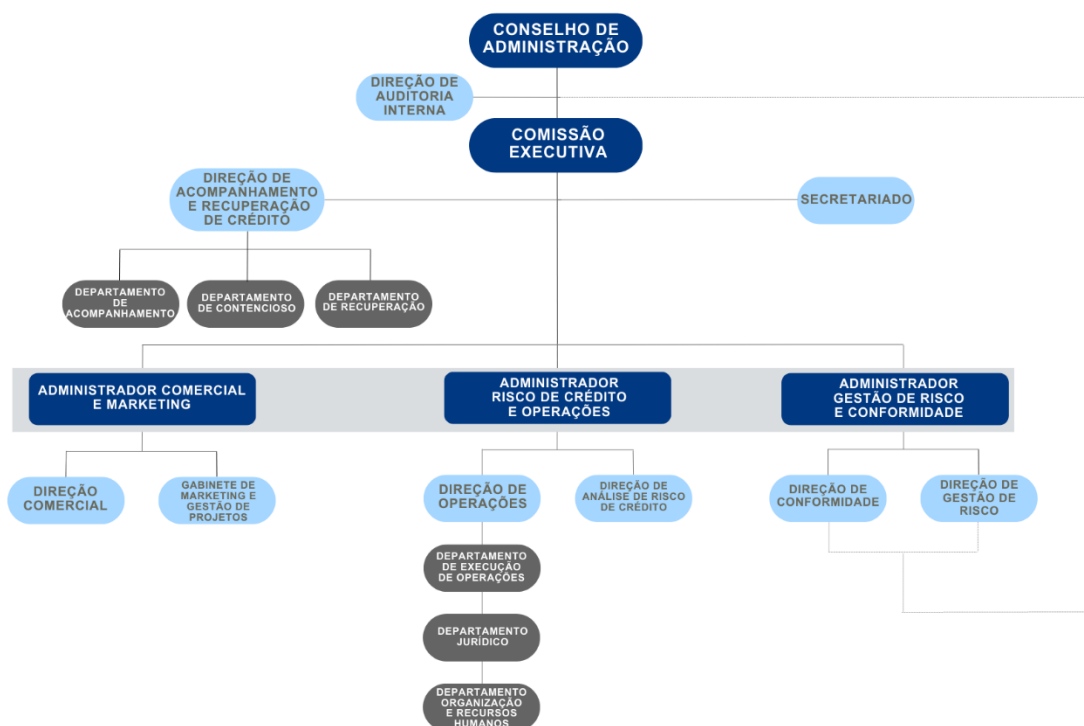 CONSELHO DE
ADMINISTRAÇÃO
DIREÇÃO DE
AUDITORIA
INTERNA
COMISSÃO
EXECUTIVA
DIREÇÃO DE
ACOMPANHAMENTO
E RECUPERAÇÃO
DE CRÉDITO
SECRETARIADO
DEPARTAMENTO
DE
ACOMPANHAMENTO
DEPARTAMENTO
DE CONTENCIOSO
DEPARTAMENTO
DE RECUPERAÇÃO
ADMINISTRADOR COMERCIAL
E MARKETING
ADMINISTRADOR
RISCO DE CRÉDITO
E OPERAÇÕES
ADMINISTRADOR
GESTÃO DE RISCO
E CONFORMIDADE
DIREÇÃO
COMERCIAL
GABINETE DE
MARKETING E
GESTÃO DE
PROJETOS
DIREÇÃO DE
OPERAÇÕES
DIREÇÃO DE
ANÁLISE DE RISCO
DE CRÉDITO
DIREÇÃO DE
CONFORMIDADE
DIREÇÃO DE
GESTÃO DE
RISCO
DEPARTAMENTO
DE EXECUÇÃO
DE OPERAÇÕES
DEPARTAMENTO
JURÍDICO
DEPARTAMENTO
ORGANIZAÇÃO
E RECURSOS
HUMANOS